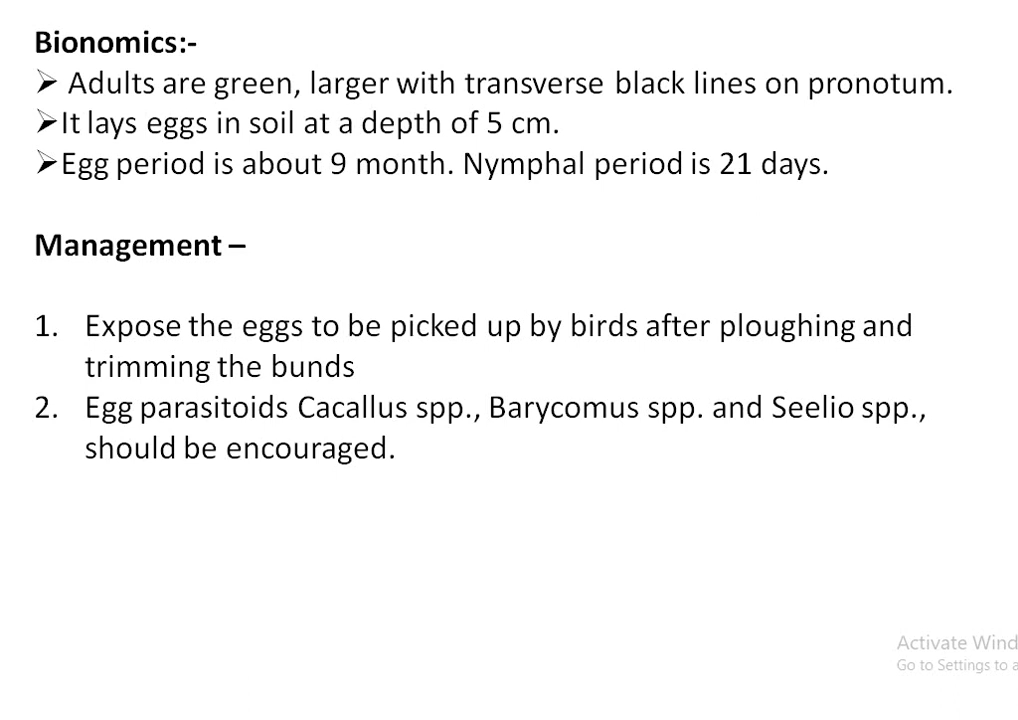 Bionomics:-
➢ Adults are green, larger with transverse black lines on pronotum.
➢It lays eggs in soil at a depth of 5 cm.
➢Egg period is about 9 month. Nymphal period is 21 days.
Management –
1. Expose the eggs to be picked up by birds after ploughing and
trimming the bunds
2. Egg parasitoids Cacallus spp., Barycomus spp. and Seelio spp.,
should be encouraged.
Activate Wind
Go to Settings to a